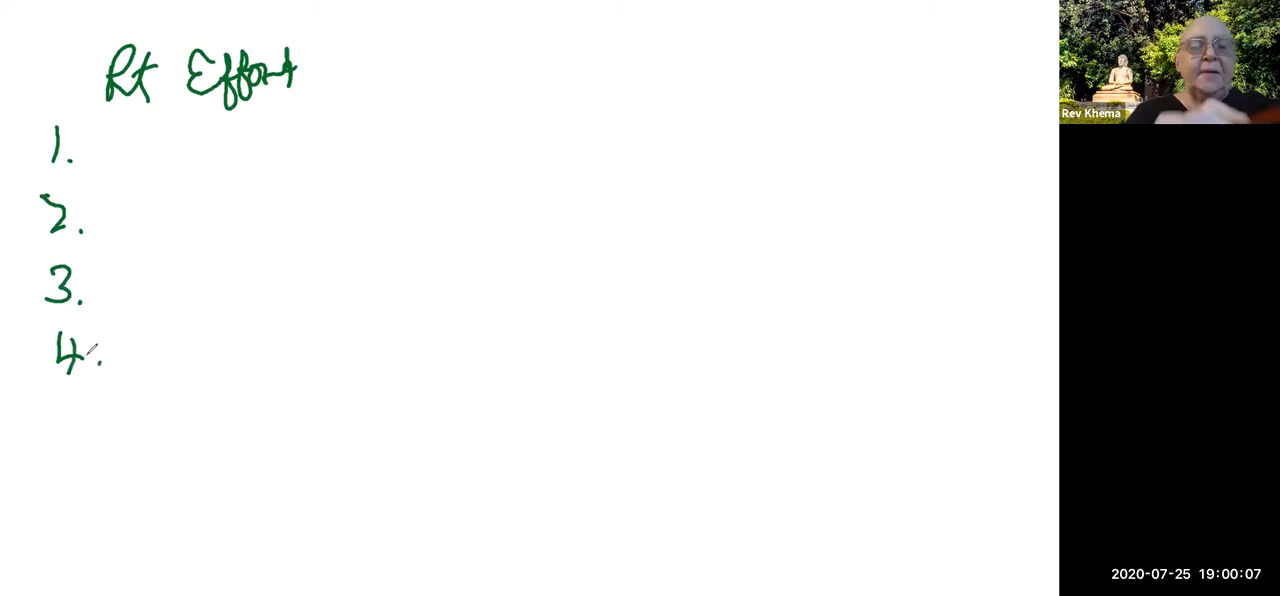 Rt Effort
1.
2.
3.
4.
Rev Khema
2020-07-25 19:00:07